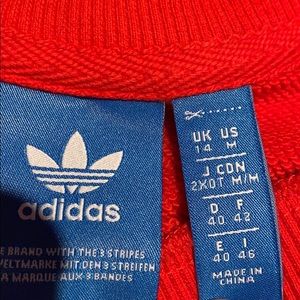 adidas
E BRAND WITH THE 3 STRIPES
WELTMARKE MIT DEN 3 STREIFEN
A MARQUE AUX 3 BANDES
UK US
14 M
J CDN
2XOT M/M
D F
40 42
E I
40 46
MADE IN
CHINA